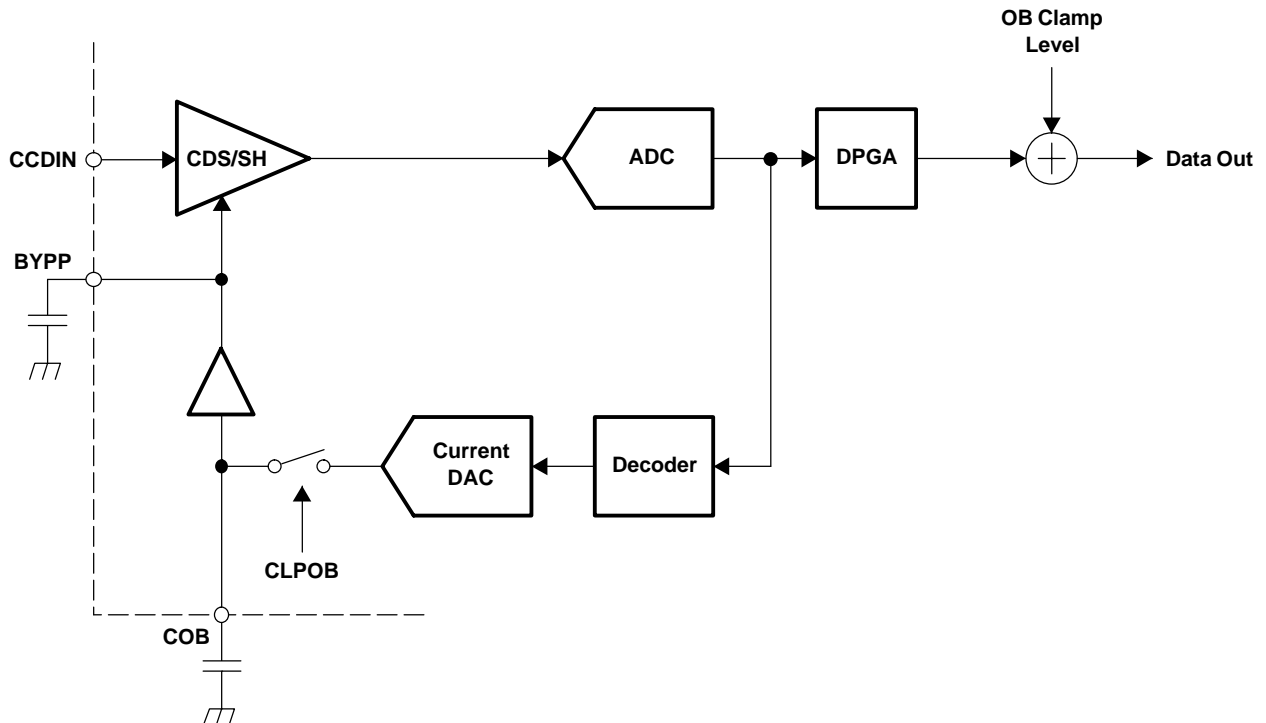 OB Clamp
Level
CCDIN
CDS/SH
ADC
DPGA
Data Out
BYPP
Current
DAC
Decoder
CLPOB
COB